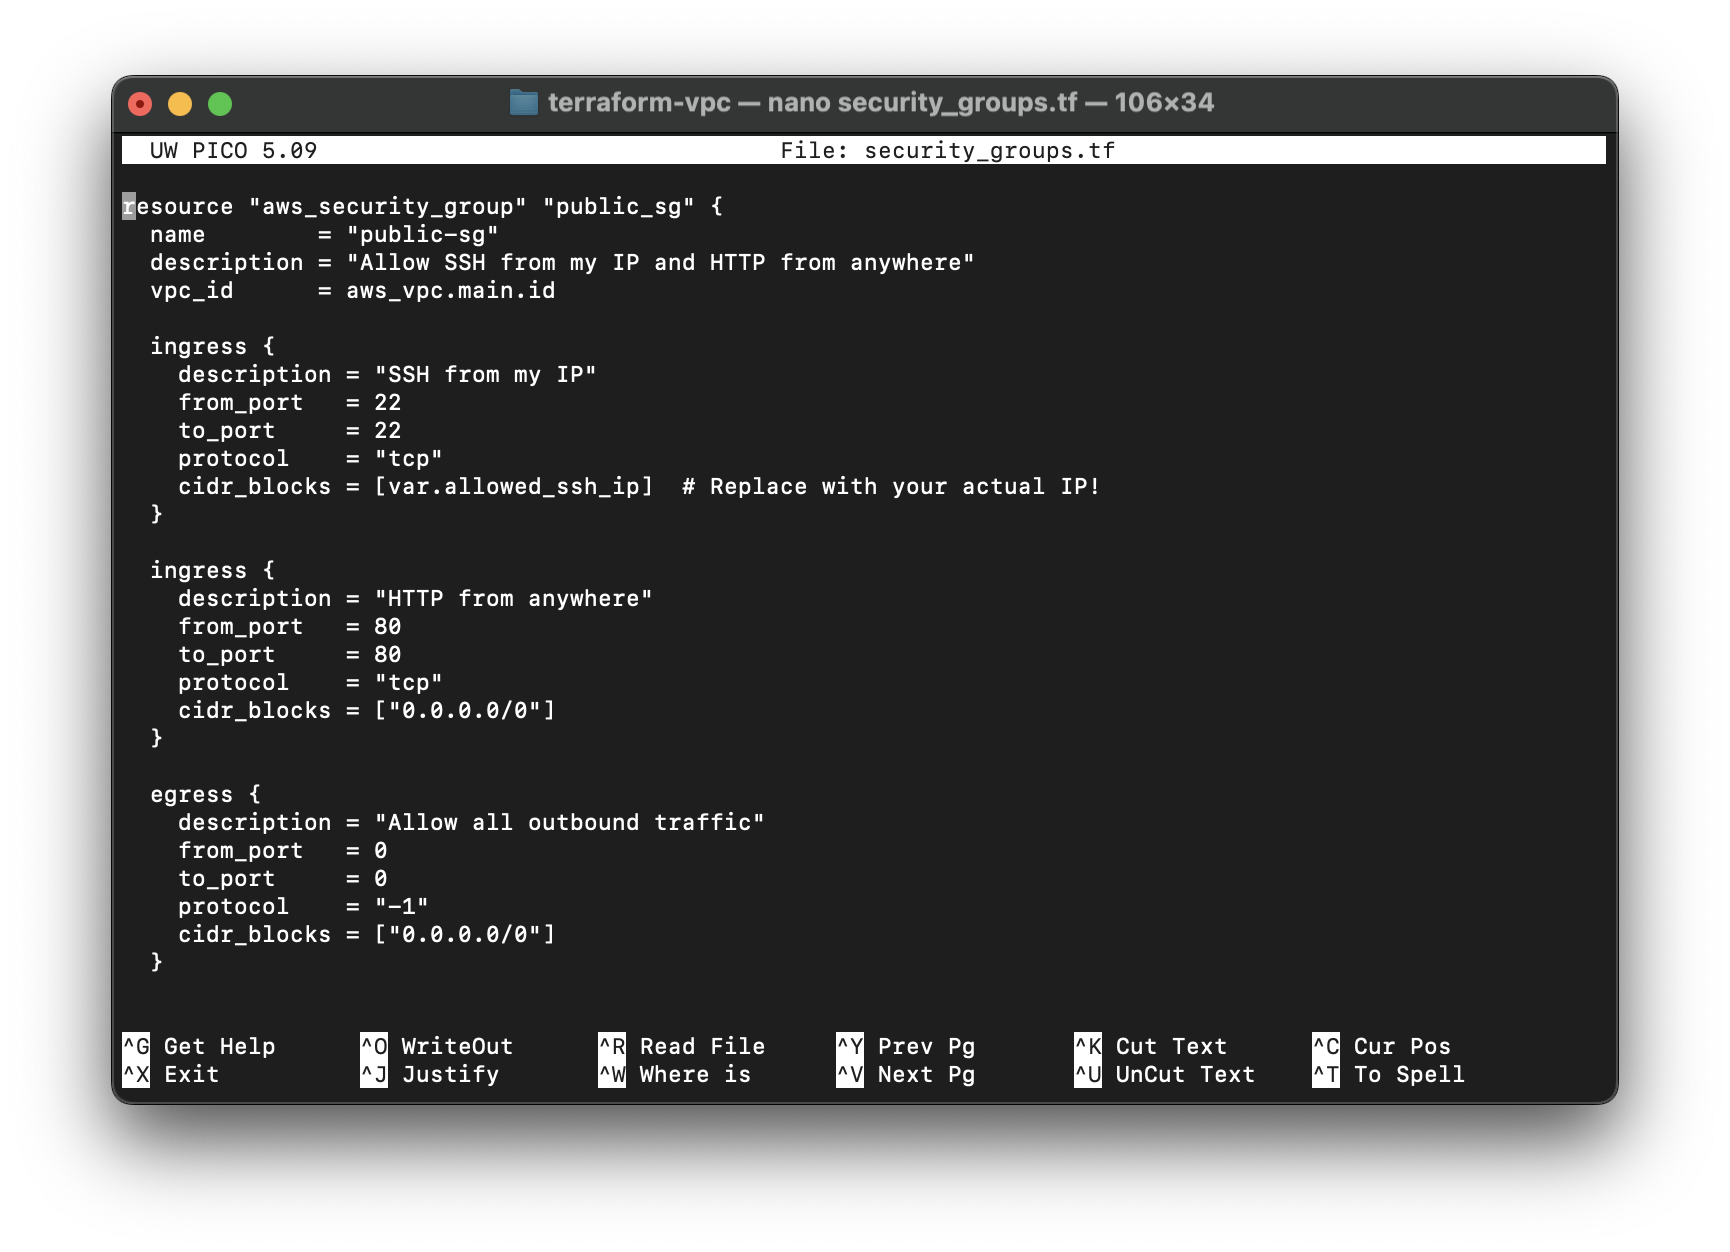 terraform-vpc — nano security_groups.tf — 106×34
UW PICO 5.09 File: security_groups.tf
resource "aws_security_group" "public_sg" {
  name        = "public-sg"
  description = "Allow SSH from my IP and HTTP from anywhere"
  vpc_id      = aws_vpc.main.id
  ingress {
    description = "SSH from my IP"
    from_port   = 22
    to_port     = 22
    protocol    = "tcp"
    cidr_blocks = [var.allowed_ssh_ip]  # Replace with your actual IP!
  }
  ingress {
    description = "HTTP from anywhere"
    from_port   = 80
    to_port     = 80
    protocol    = "tcp"
    cidr_blocks = ["0.0.0.0/0"]
  }
  egress {
    description = "Allow all outbound traffic"
    from_port   = 0
    to_port     = 0
    protocol    = "-1"
    cidr_blocks = ["0.0.0.0/0"]
  }
^G Get Help ^O WriteOut ^R Read File ^Y Prev Pg ^K Cut Text ^C Cur Pos
^X Exit ^J Justify ^W Where is ^V Next Pg ^U UnCut Text ^T To Spell